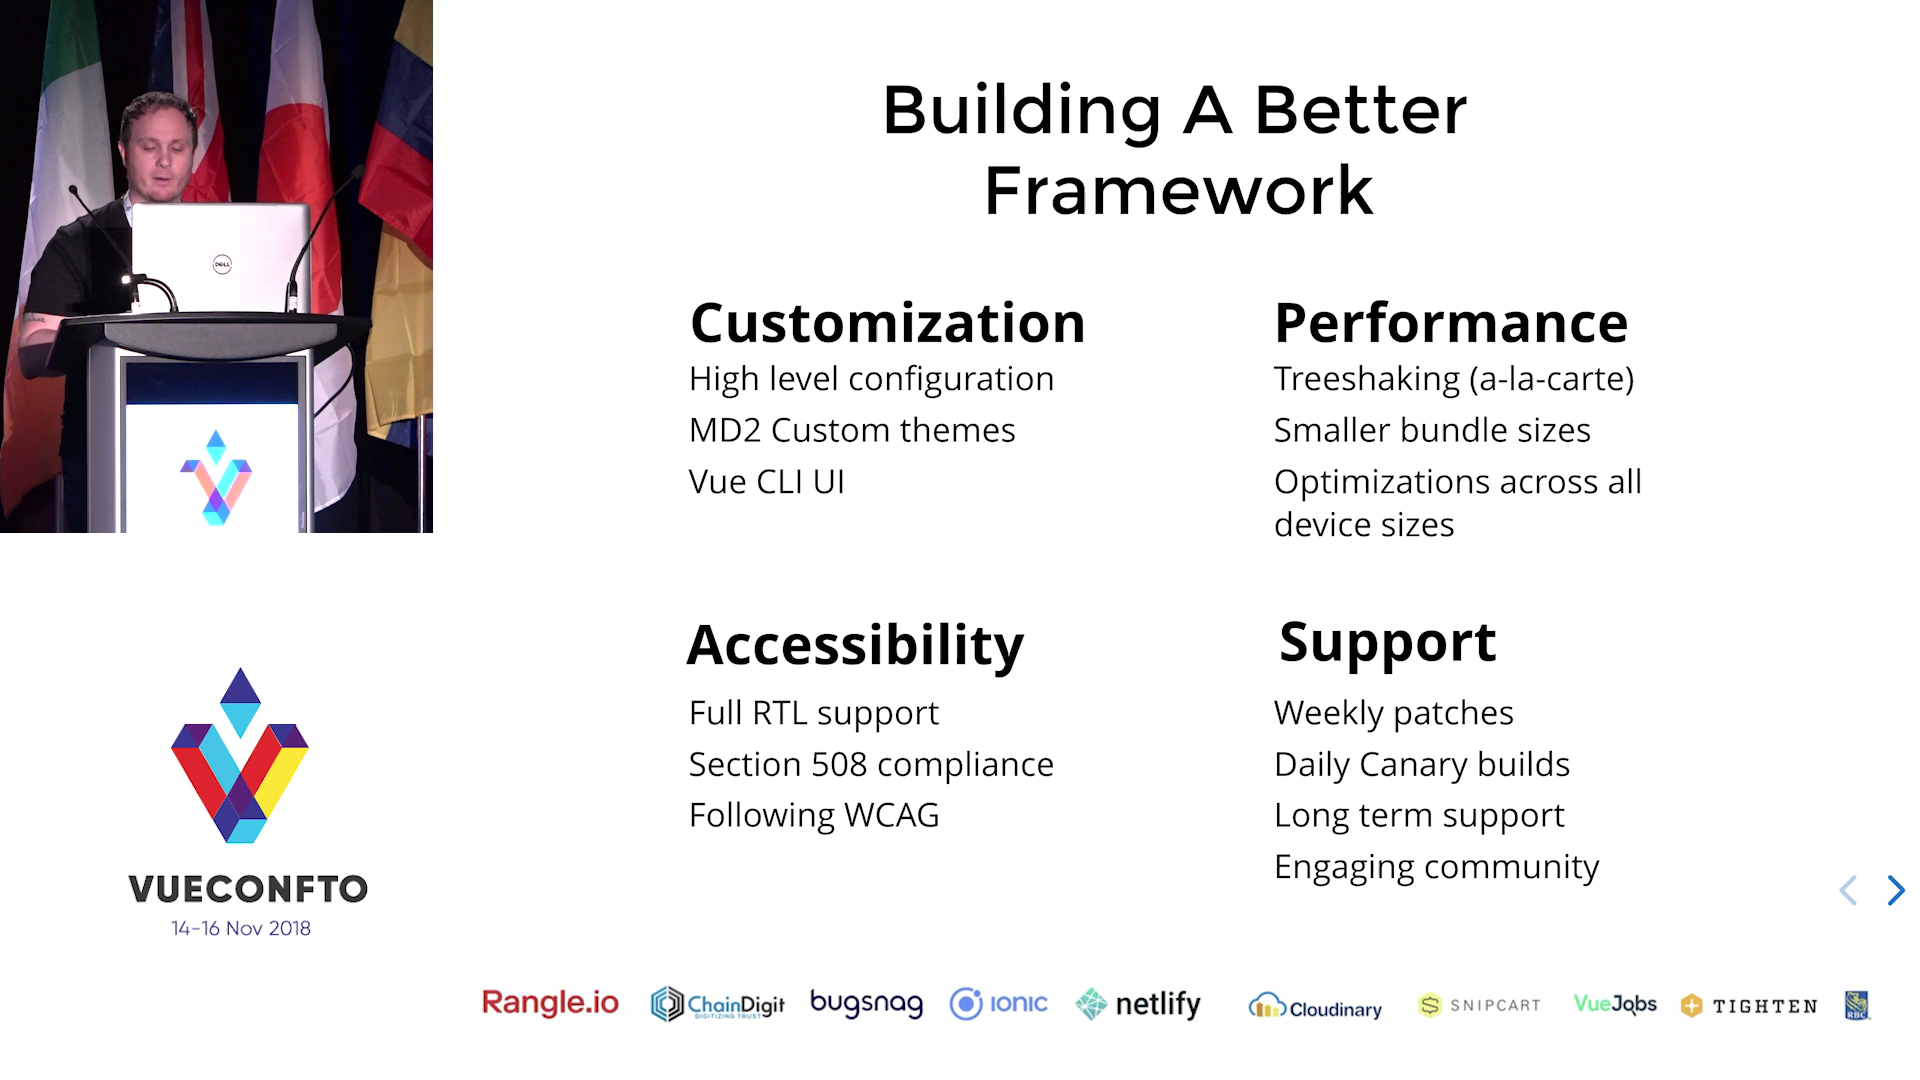 Building A Better
Framework
Customization
High level configuration
MD2 Custom themes
Vue CLI UI
Performance
Treeshaking (a-la-carte)
Smaller bundle sizes
Optimizations across all
device sizes
Accessibility
Full RTL support
Section 508 compliance
Following WCAG
Support
Weekly patches
Daily Canary builds
Long term support
Engaging community
DELL
VUECONFTO
14-16 Nov 2018
Rangle.io
ChainDigit
DIGITIZING TRUST
bugsnag
IONIC
netlify
Cloudinary
SNIPCART
VueJobs
TIGHTEN
RBC